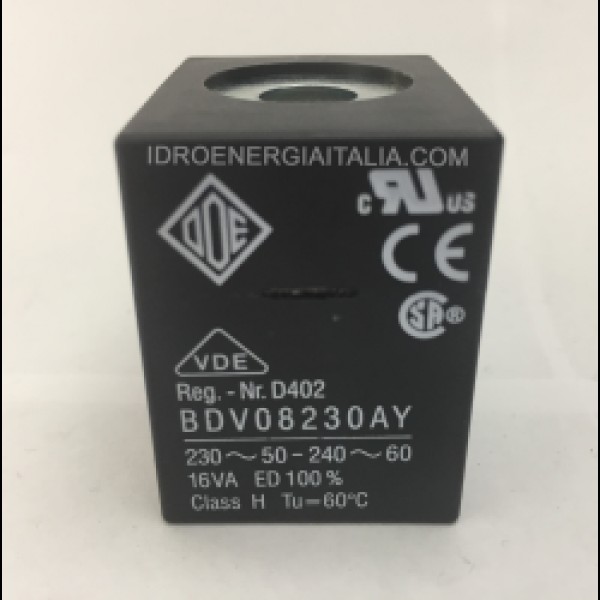 IDROENERGIAITALIA.COM
ODE
C RU US
CE
SA®
VDE
Reg. - Nr. D402
BDV08230AY
230～50-240～60
16VA ED 100%
Class H Tu=60°C